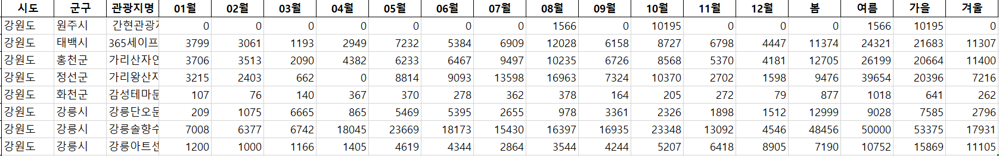 시도 군구 관광지명 01월 02월 03월 04월 05월 06월 07월 08월 09월 10월 11월 12월 봄 여름 가을 겨울
강원도 원주시 간현관광지 0 0 0 0 0 0 0 1566 0 10195 0 0 0 1566 10195 0
강원도 태백시 365세이프 3799 3061 1193 2949 7232 5384 6909 12028 6158 8727 6798 4447 11374 24321 21683 11307
강원도 홍천군 가리산자연 3706 3513 2090 4382 6233 6467 9497 10235 6726 8568 5370 4181 12705 26199 20664 11400
강원도 정선군 가리왕산자 3215 2403 662 0 8814 9093 13598 16963 7324 10370 2702 1598 9476 39654 20396 7216
강원도 화천군 감성테마문 107 76 140 367 370 278 362 378 164 205 272 79 877 1018 641 262
강원도 강릉시 강릉단오문 209 1075 6665 865 5469 5395 2655 978 3361 2326 1898 1512 12999 9028 7585 2796
강원도 강릉시 강릉솔향수 7008 6377 6742 18045 23669 18173 15430 16397 16935 23348 13092 4546 48456 50000 53375 17931
강원도 강릉시 강릉아트센 1200 1000 1166 1405 4619 4344 2864 3544 4244 5207 6418 8905 7190 10752 15869 11105